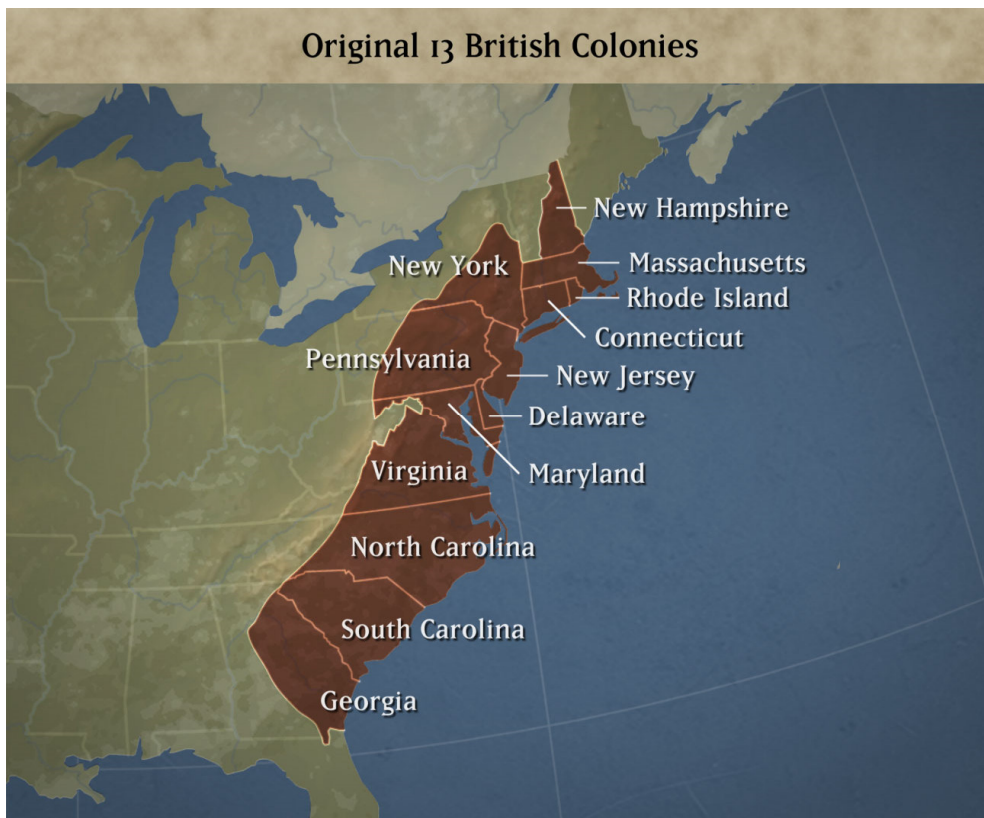 Original 13 British Colonies
New Hampshire
New York
Massachusetts
Rhode Island
Connecticut
Pennsylvania
New Jersey
Delaware
Virginia
Maryland
North Carolina
South Carolina
Georgia